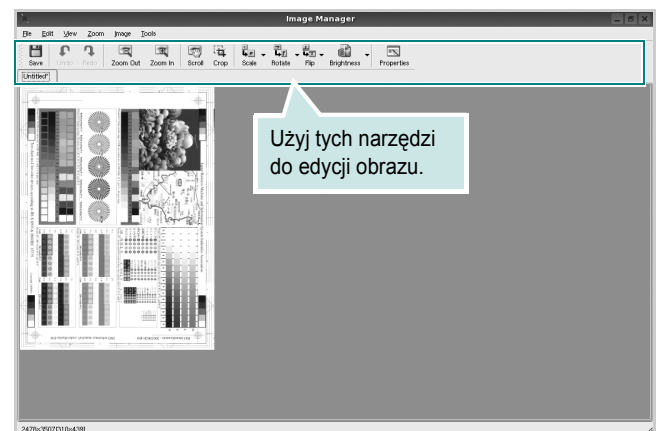 Image Manager
File Edit View Zoom Image Tools
Save Undo Redo Zoom Out Zoom In Scroll Crop Scale Rotate Flip Brightness Properties
Untitled*
Użyj tych narzędzi
do edycji obrazu.